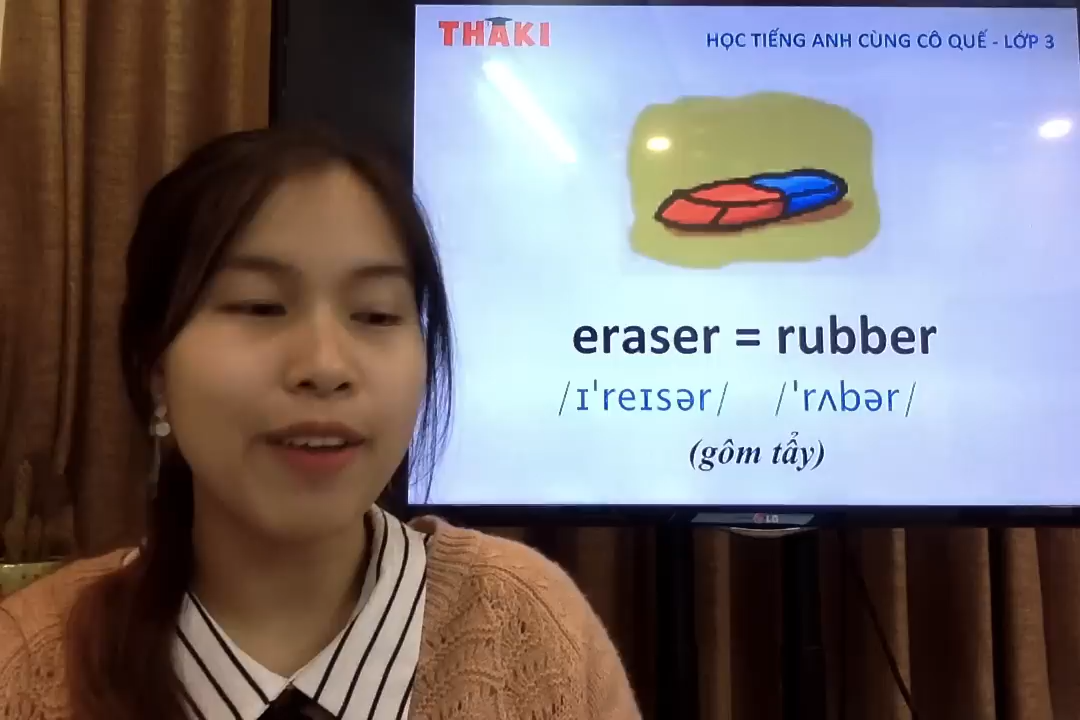 THAKI
HỌC TIẾNG ANH CÙNG CÔ QUẾ - LỚP 3
eraser = rubber
/ɪˈreɪsər/ /ˈrʌbər/
(gôm tẩy)
LG